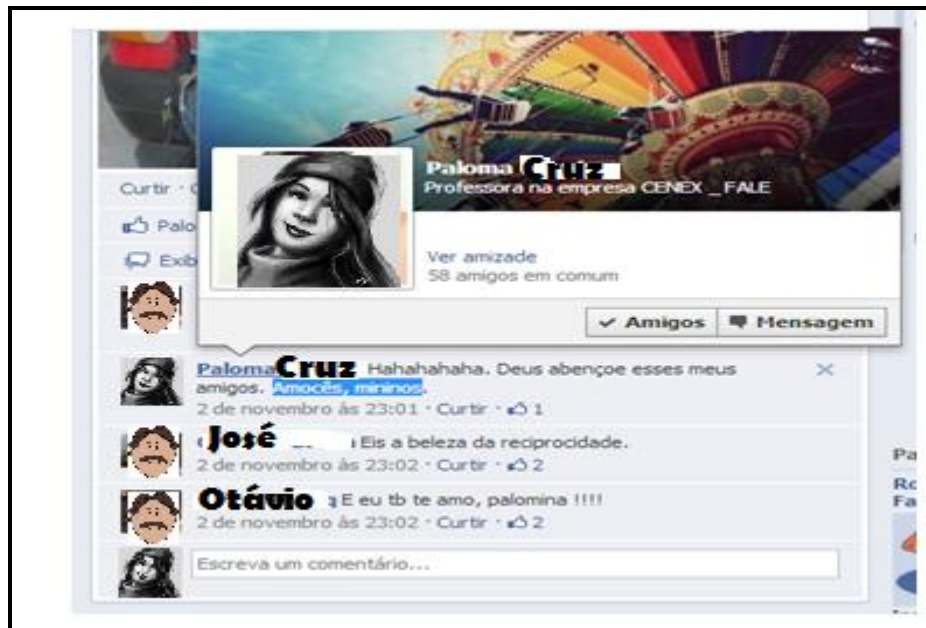 Paloma Cruz
Professora na empresa CENEX _ FALE
Curtir ·
Palo
Ver amizade
Exib
58 amigos em comum
Amigos Mensagem
Paloma Cruz Hahahahaha. Deus abençoe esses meus
amigos. Amocês, mininos.
2 de novembro às 23:01 · Curtir · 1
José Eis a beleza da reciprocidade.
2 de novembro às 23:02 · Curtir · 2
Otávio E eu tb te amo, palomina !!!!
2 de novembro às 23:02 · Curtir · 2
Escreva um comentário...
Pa
Ro
Fa